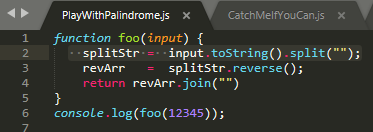 PlayWithPalindrome.js CatchMeIfYouCan.js
1 function foo(input) {
2 splitStr = input.toString().split("");
3 revArr = splitStr.reverse();
4 return revArr.join("")
5 }
6 console.log(foo(12345));